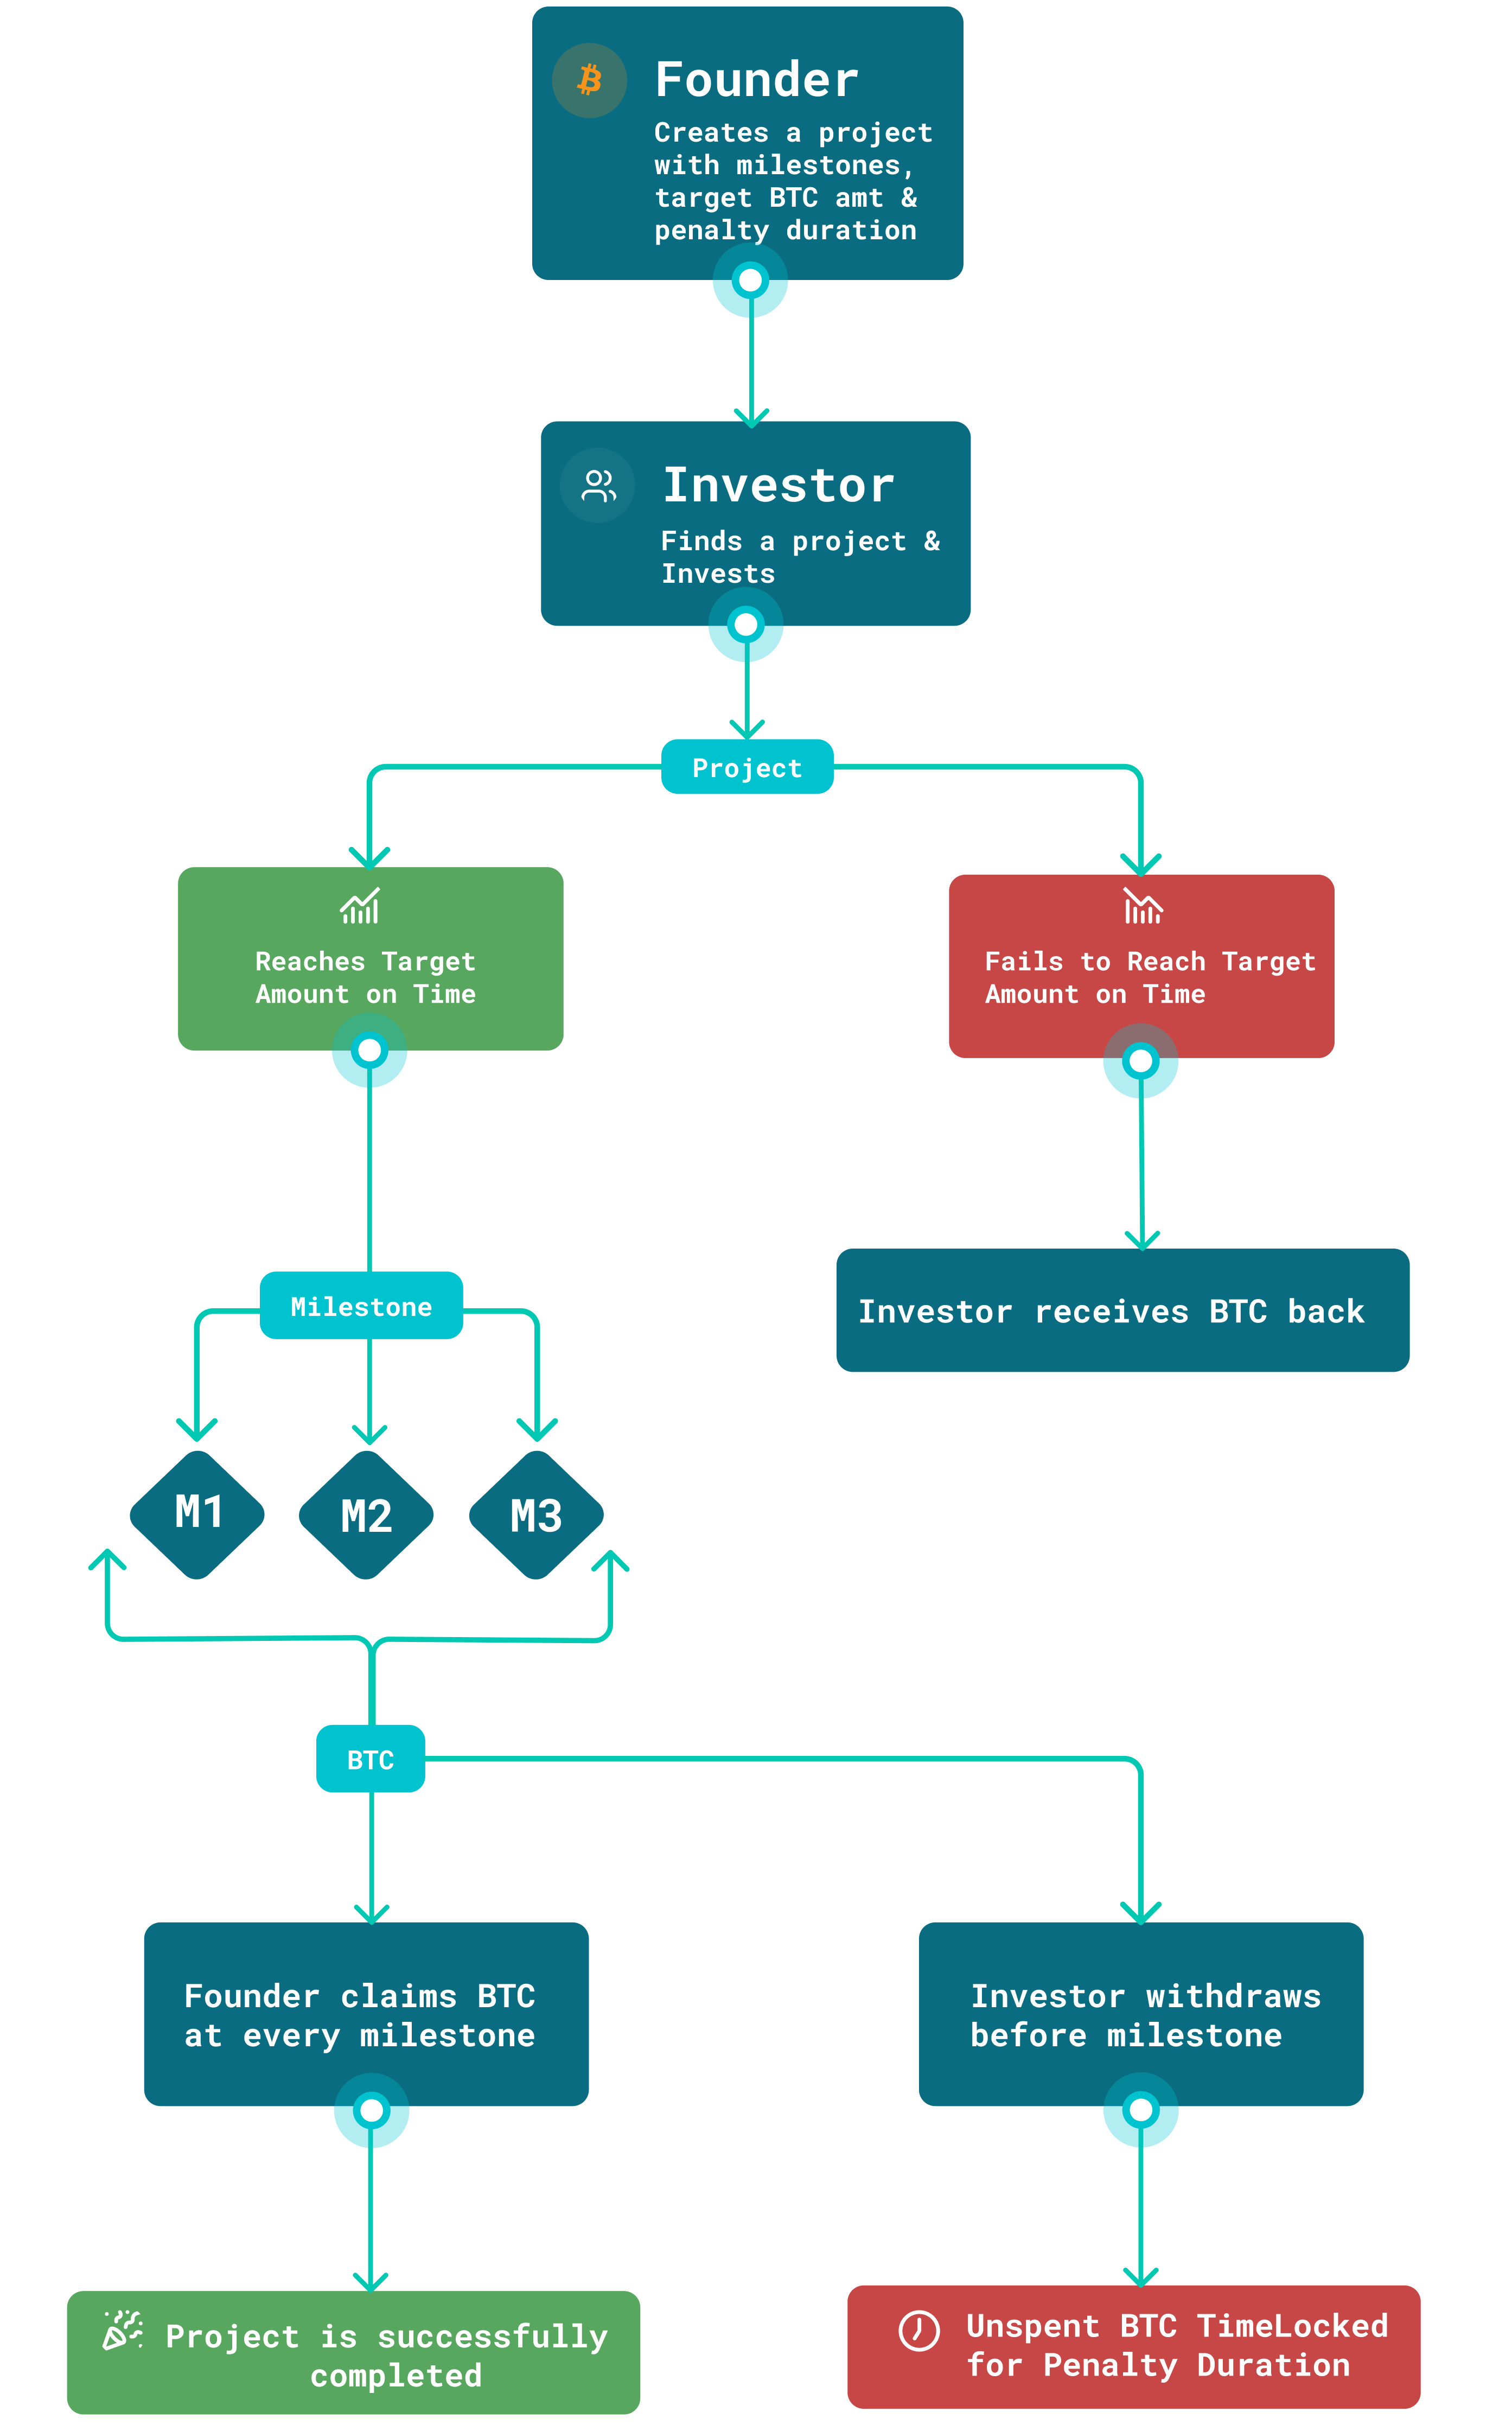 Founder
Creates a project
with milestones,
target BTC amt &
penalty duration
Investor
Finds a project &
Invests
Project
Reaches Target
Amount on Time
Fails to Reach Target
Amount on Time
Milestone
Investor receives BTC back
M1
M2
M3
BTC
Founder claims BTC
at every milestone
Investor withdraws
before milestone
Project is successfully
completed
Unspent BTC TimeLocked
for Penalty Duration